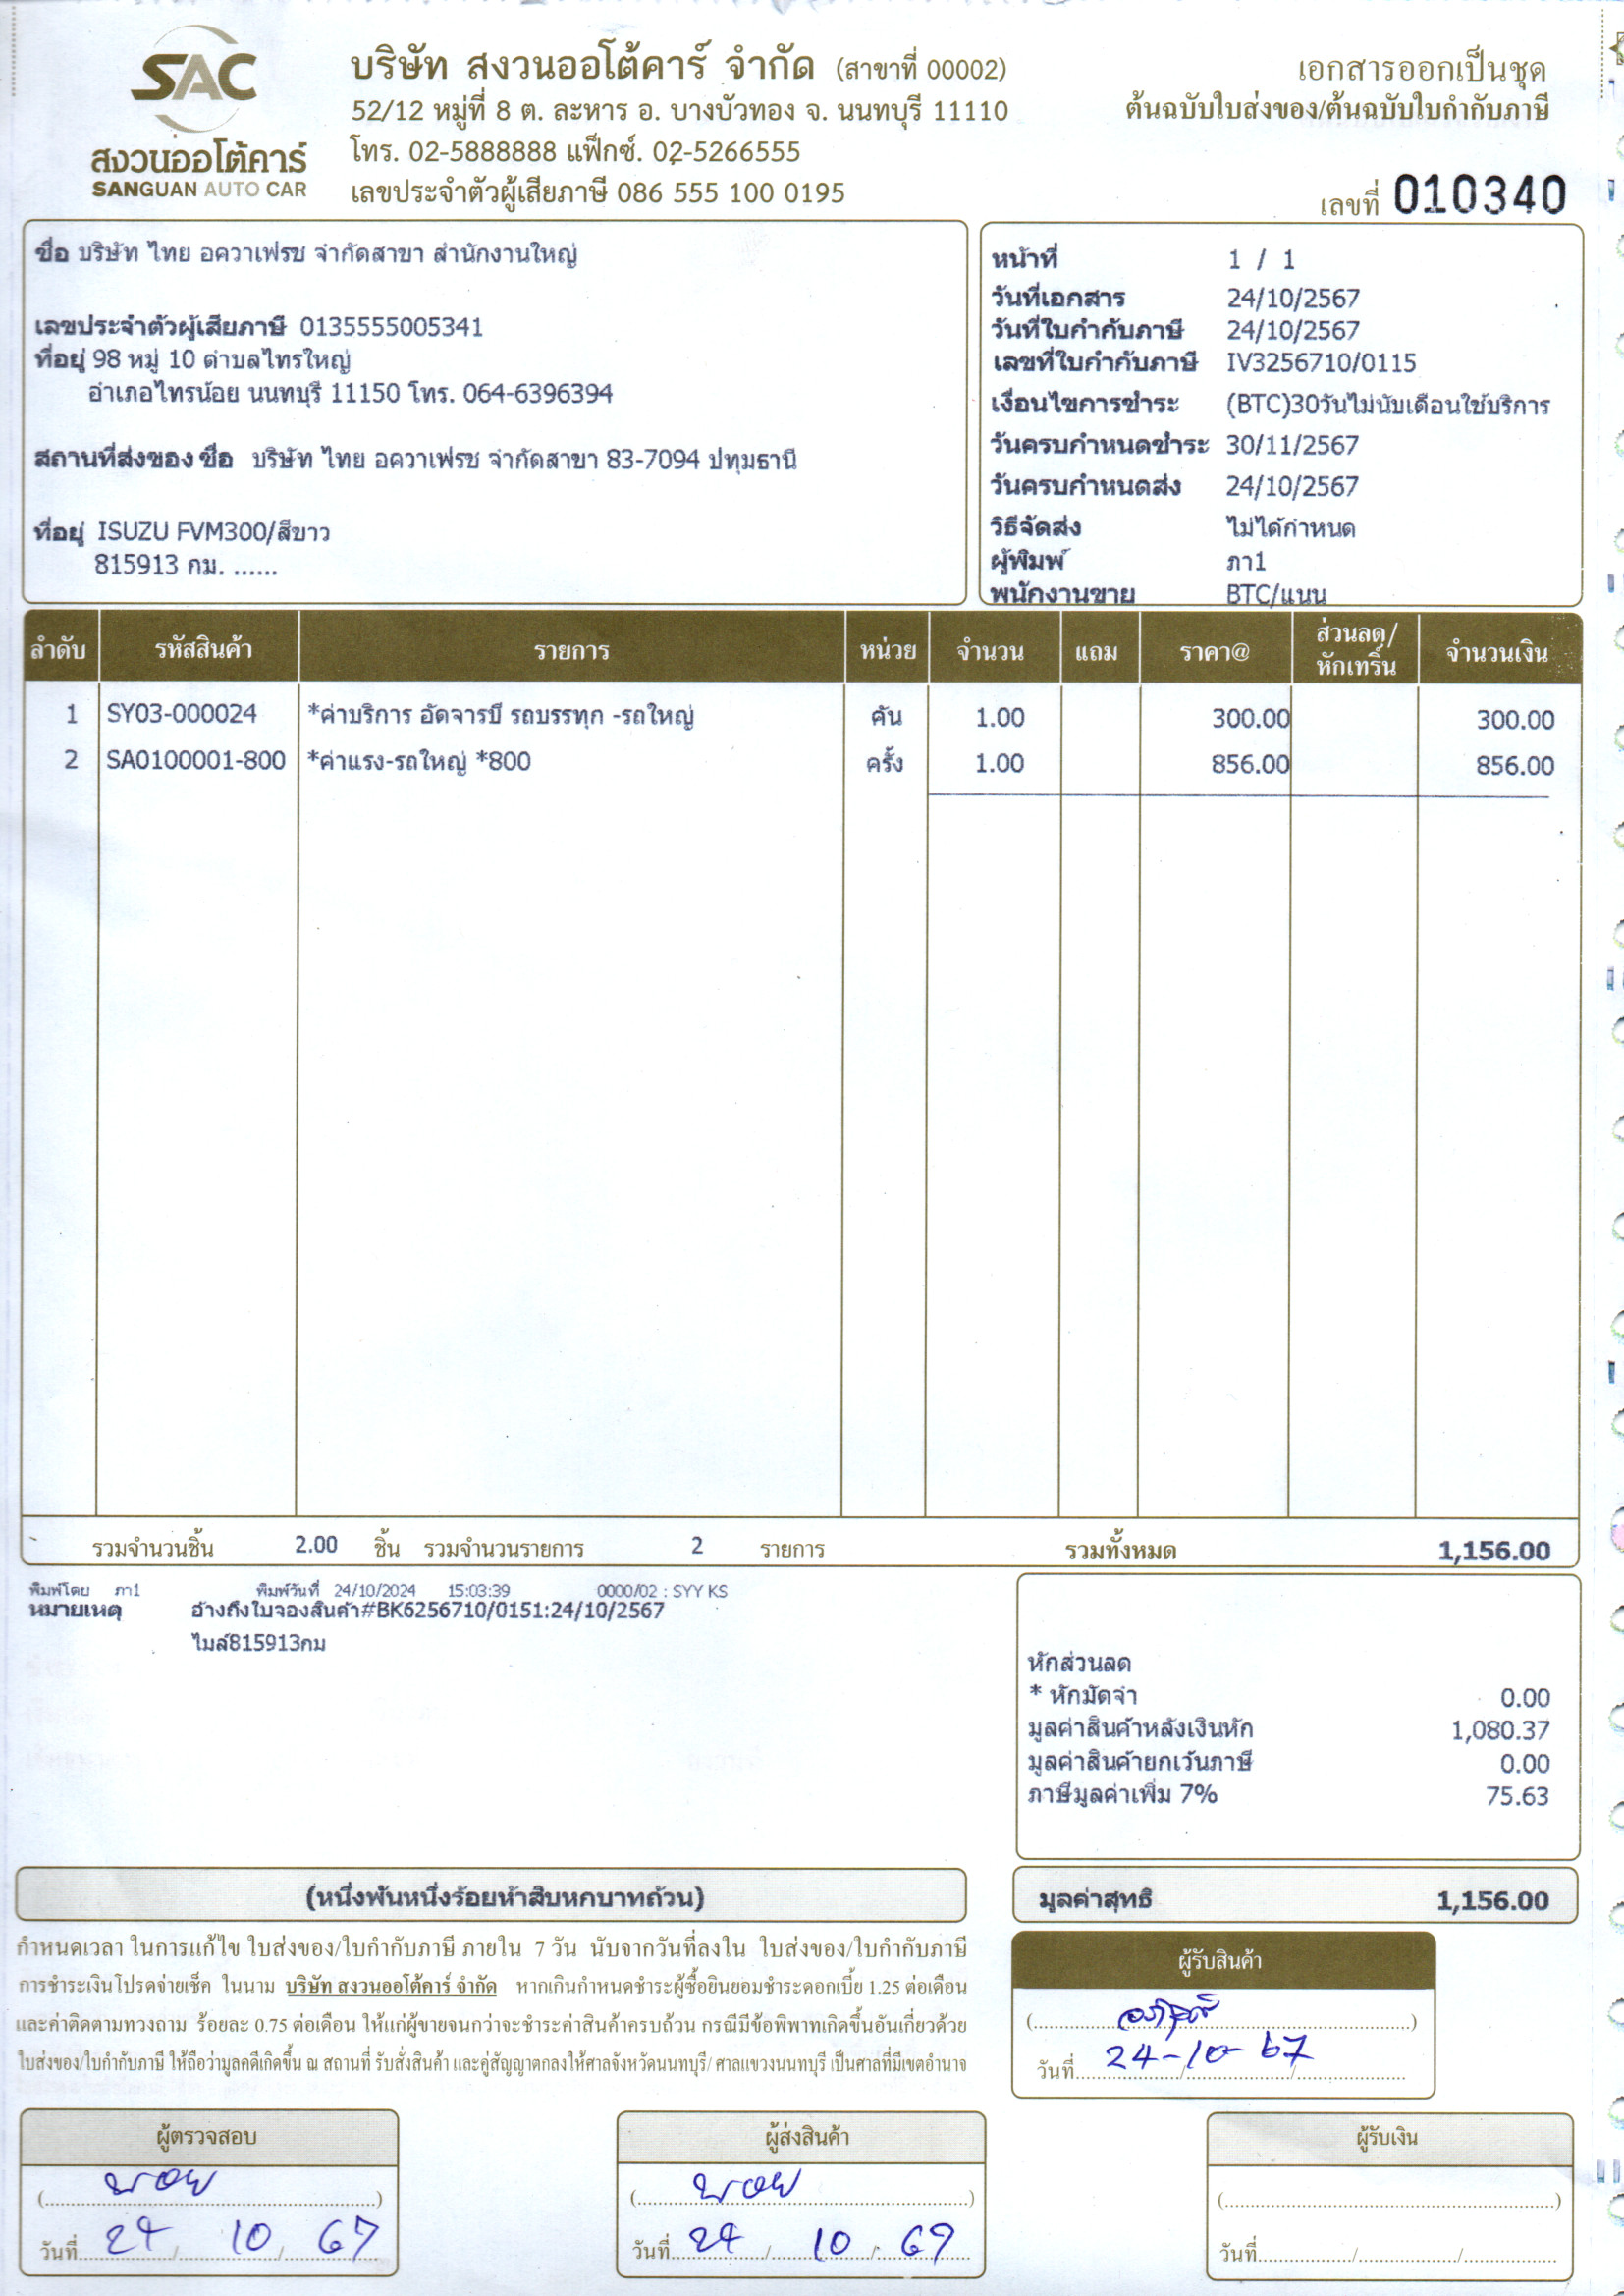 SAC
สงวนออโต้คาร์
SANGUAN AUTO CAR
บริษัท สงวนออโต้คาร์ จำกัด (สาขาที่ 00002)
52/12 หมู่ที่ 8 ต. ละหาร อ. บางบัวทอง จ. นนทบุรี 11110
โทร. 02-5888888 แฟ็กซ์. 02-5266555
เลขประจำตัวผู้เสียภาษี 086 555 100 0195
เอกสารออกเป็นชุด
ต้นฉบับใบส่งของ/ต้นฉบับใบกำกับภาษี
เลขที่ 010340
ชื่อ บริษัท ไทย อควาเฟรช จำกัดสาขา สำนักงานใหญ่
เลขประจำตัวผู้เสียภาษี 0135555005341
ที่อยู่ 98 หมู่ 10 ตำบลไทรใหญ่
อำเภอไทรน้อย นนทบุรี 11150 โทร. 064-6396394
สถานที่ส่งของ ชื่อ บริษัท ไทย อควาเฟรช จำกัดสาขา 83-7094 ปทุมธานี
ที่อยู่ ISUZU FVM300/สีขาว
815913 กม. ......
หน้าที่ 1 / 1
วันที่เอกสาร 24/10/2567
วันที่ใบกำกับภาษี 24/10/2567
เลขที่ใบกำกับภาษี IV3256710/0115
เงื่อนไขการชำระ (BTC)30วันไม่นับเดือนใช้บริการ
วันครบกำหนดชำระ 30/11/2567
วันครบกำหนดส่ง 24/10/2567
วิธีจัดส่ง ไม่ได้กำหนด
ผู้พิมพ์ ภา1
พนักงานขาย BTC/แนน
ลำดับ รหัสสินค้า รายการ หน่วย จำนวน แถม ราคา@ ส่วนลด/หักเทริ์น จำนวนเงิน
1 SY03-000024 *ค่าบริการ อัดจารบี รถบรรทุก -รถใหญ่ คัน 1.00 300.00 300.00
2 SA0100001-800 *ค่าแรง-รถใหญ่ *800 ครั้ง 1.00 856.00 856.00
รวมจำนวนชิ้น 2.00 ชิ้น รวมจำนวนรายการ 2 รายการ รวมทั้งหมด 1,156.00
พิมพ์โดย ภา1 พิมพ์วันที่ 24/10/2024 15:03:39 0000/02 : SYY KS
หมายเหตุ อ้างถึงใบจองสินค้า#BK6256710/0151:24/10/2567
ไมล์815913กม
หักส่วนลด
* หักมัดจำ 0.00
มูลค่าสินค้าหลังเงินหัก 1,080.37
มูลค่าสินค้ายกเว้นภาษี 0.00
ภาษีมูลค่าเพิ่ม 7% 75.63
(หนึ่งพันหนึ่งร้อยห้าสิบหกบาทถ้วน)
มูลค่าสุทธิ 1,156.00
กำหนดเวลา ในการแก้ไข ใบส่งของ/ใบกำกับภาษี ภายใน 7 วัน นับจากวันที่ลงใน ใบส่งของ/ใบกำกับภาษี
การชำระเงินโปรดจ่ายเช็ค ในนาม บริษัท สงวนออโต้คาร์ จำกัด หากเกินกำหนดชำระผู้ซื้อยินยอมชำระดอกเบี้ย 1.25 ต่อเดือน
และค่าติดตามทวงถาม ร้อยละ 0.75 ต่อเดือน ให้แก่ผู้ขายจนกว่าจะชำระค่าสินค้าครบถ้วน กรณีมีข้อพิพาทเกิดขึ้นอันเกี่ยวด้วย
ใบส่งของ/ใบกำกับภาษี ให้ถือว่ามูลคดีเกิดขึ้น ณ สถานที่ รับสั่งสินค้า และคู่สัญญาตกลงให้ศาลจังหวัดนนทบุรี/ ศาลแขวงนนทบุรี เป็นศาลที่มีเขตอำนาจ
ผู้รับสินค้า
วันที่ 24-10-67
ผู้ตรวจสอบ
วันที่ 24/10/67
ผู้ส่งสินค้า
วันที่ 24/10/67
ผู้รับเงิน
วันที่